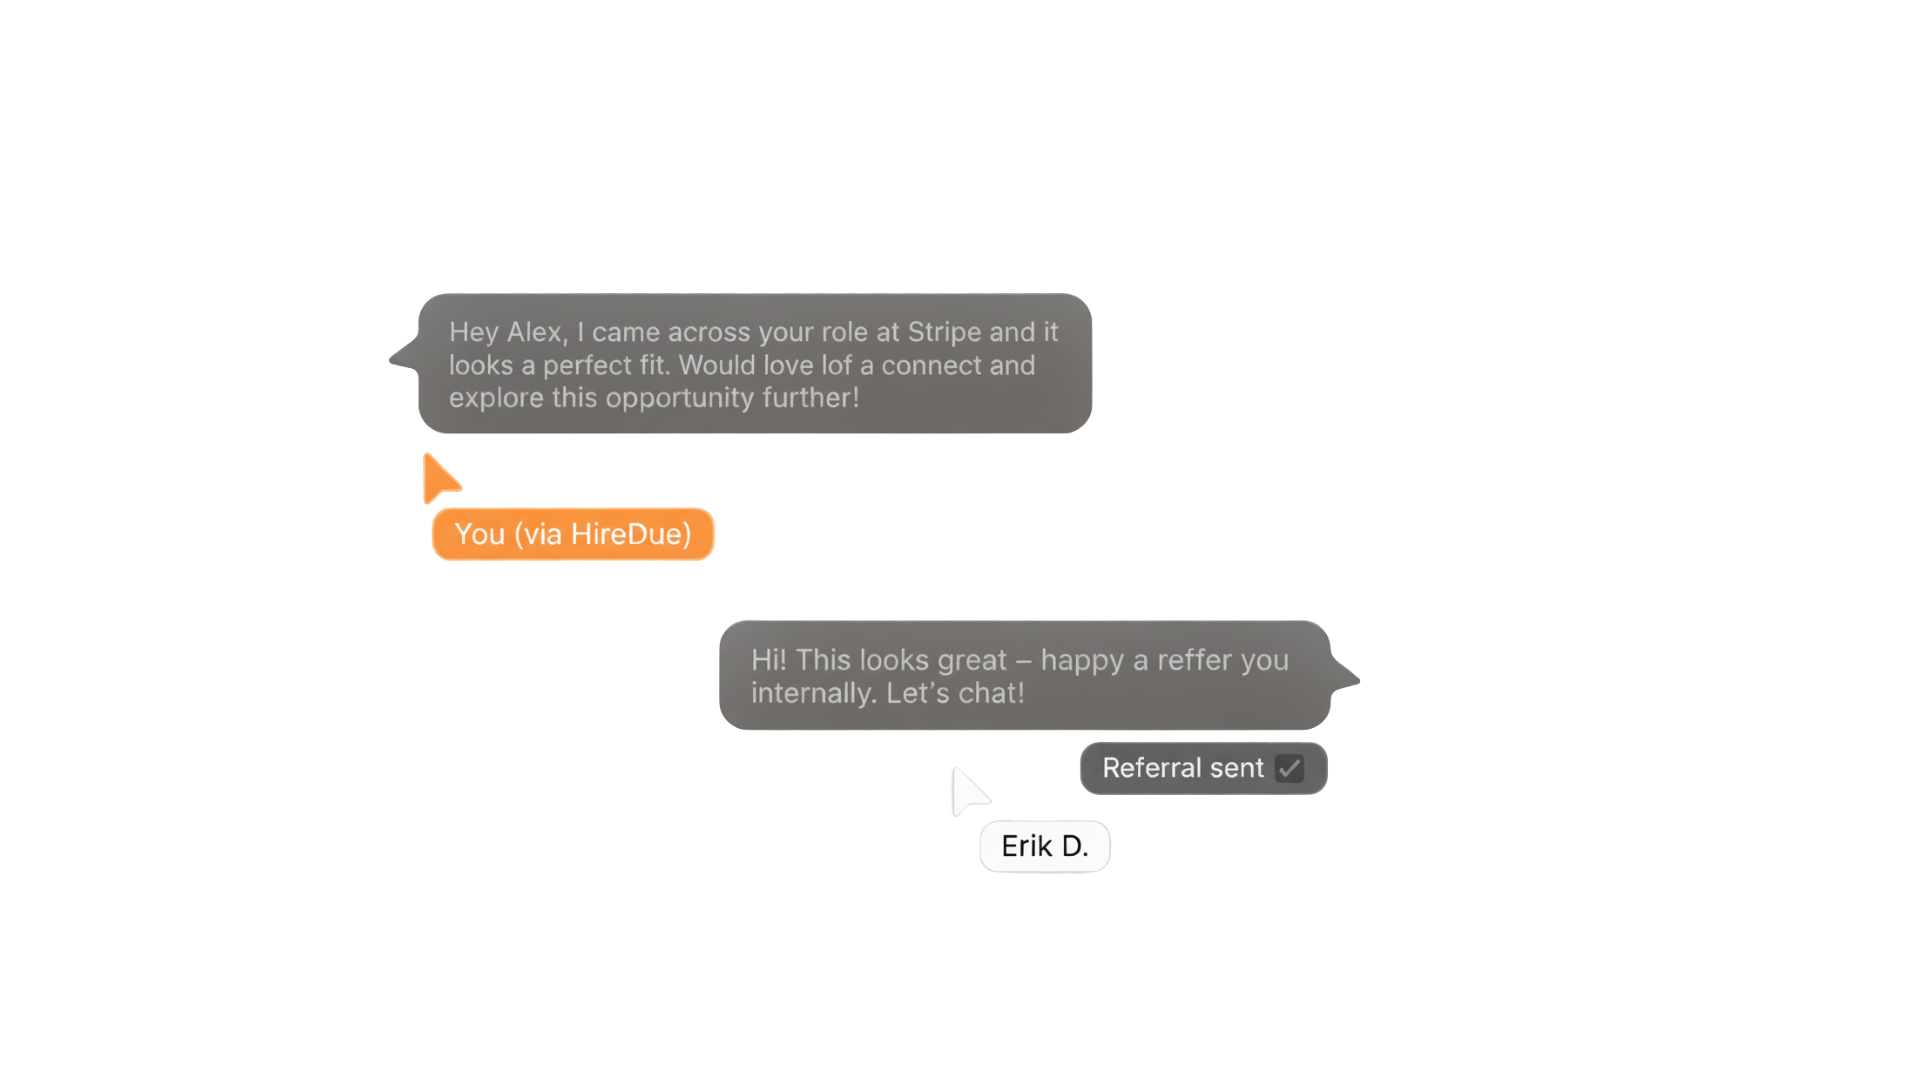 Hey Alex, I came across your role at Stripe and it
looks a perfect fit. Would love lof a connect and
explore this opportunity further!
You (via HireDue)
Hi! This looks great – happy a reffer you
internally. Let’s chat!
Referral sent
Erik D.